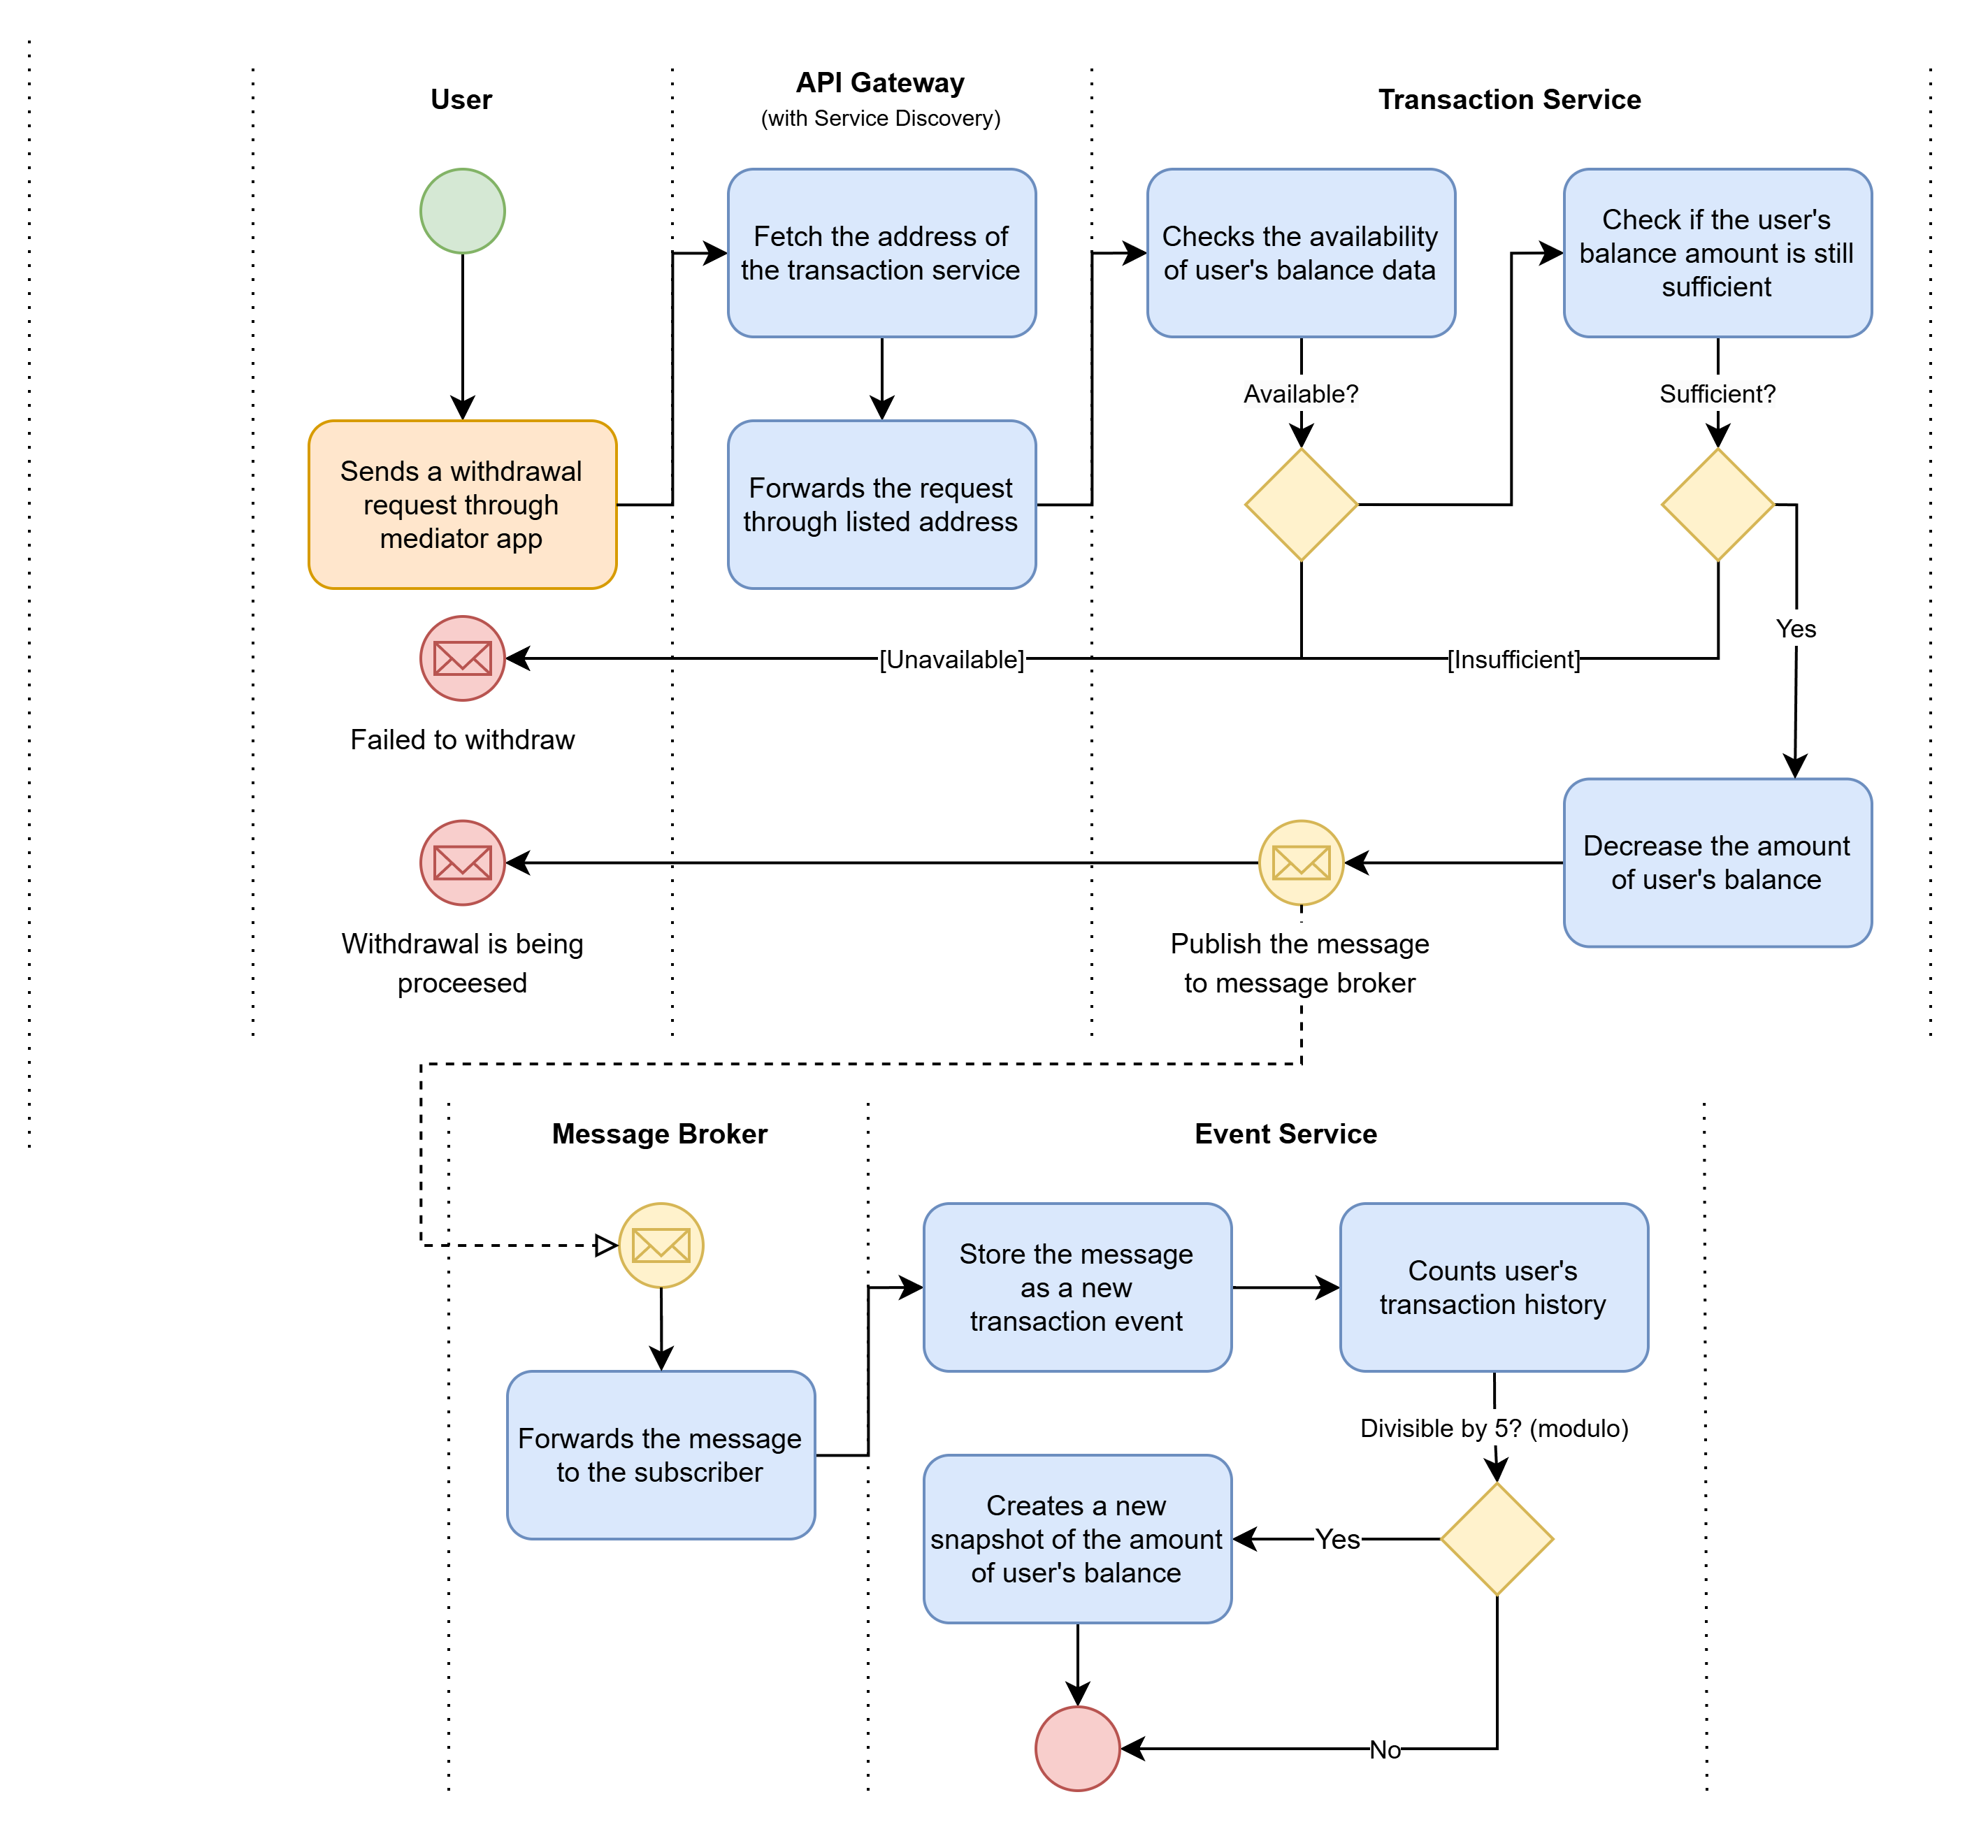 User
API Gateway
(with Service Discovery)
Transaction Service
Fetch the address of
the transaction service
Checks the availability
of user's balance data
Check if the user's
balance amount is still
sufficient
Available?
Sufficient?
Sends a withdrawal
request through
mediator app
Forwards the request
through listed address
Yes
[Unavailable]
[Insufficient]
Failed to withdraw
Decrease the amount
of user's balance
Withdrawal is being
proceesed
Publish the message
to message broker
Message Broker
Event Service
Store the message
as a new
transaction event
Counts user's
transaction history
Forwards the message
to the subscriber
Divisible by 5? (modulo)
Creates a new
snapshot of the amount
of user's balance
Yes
No